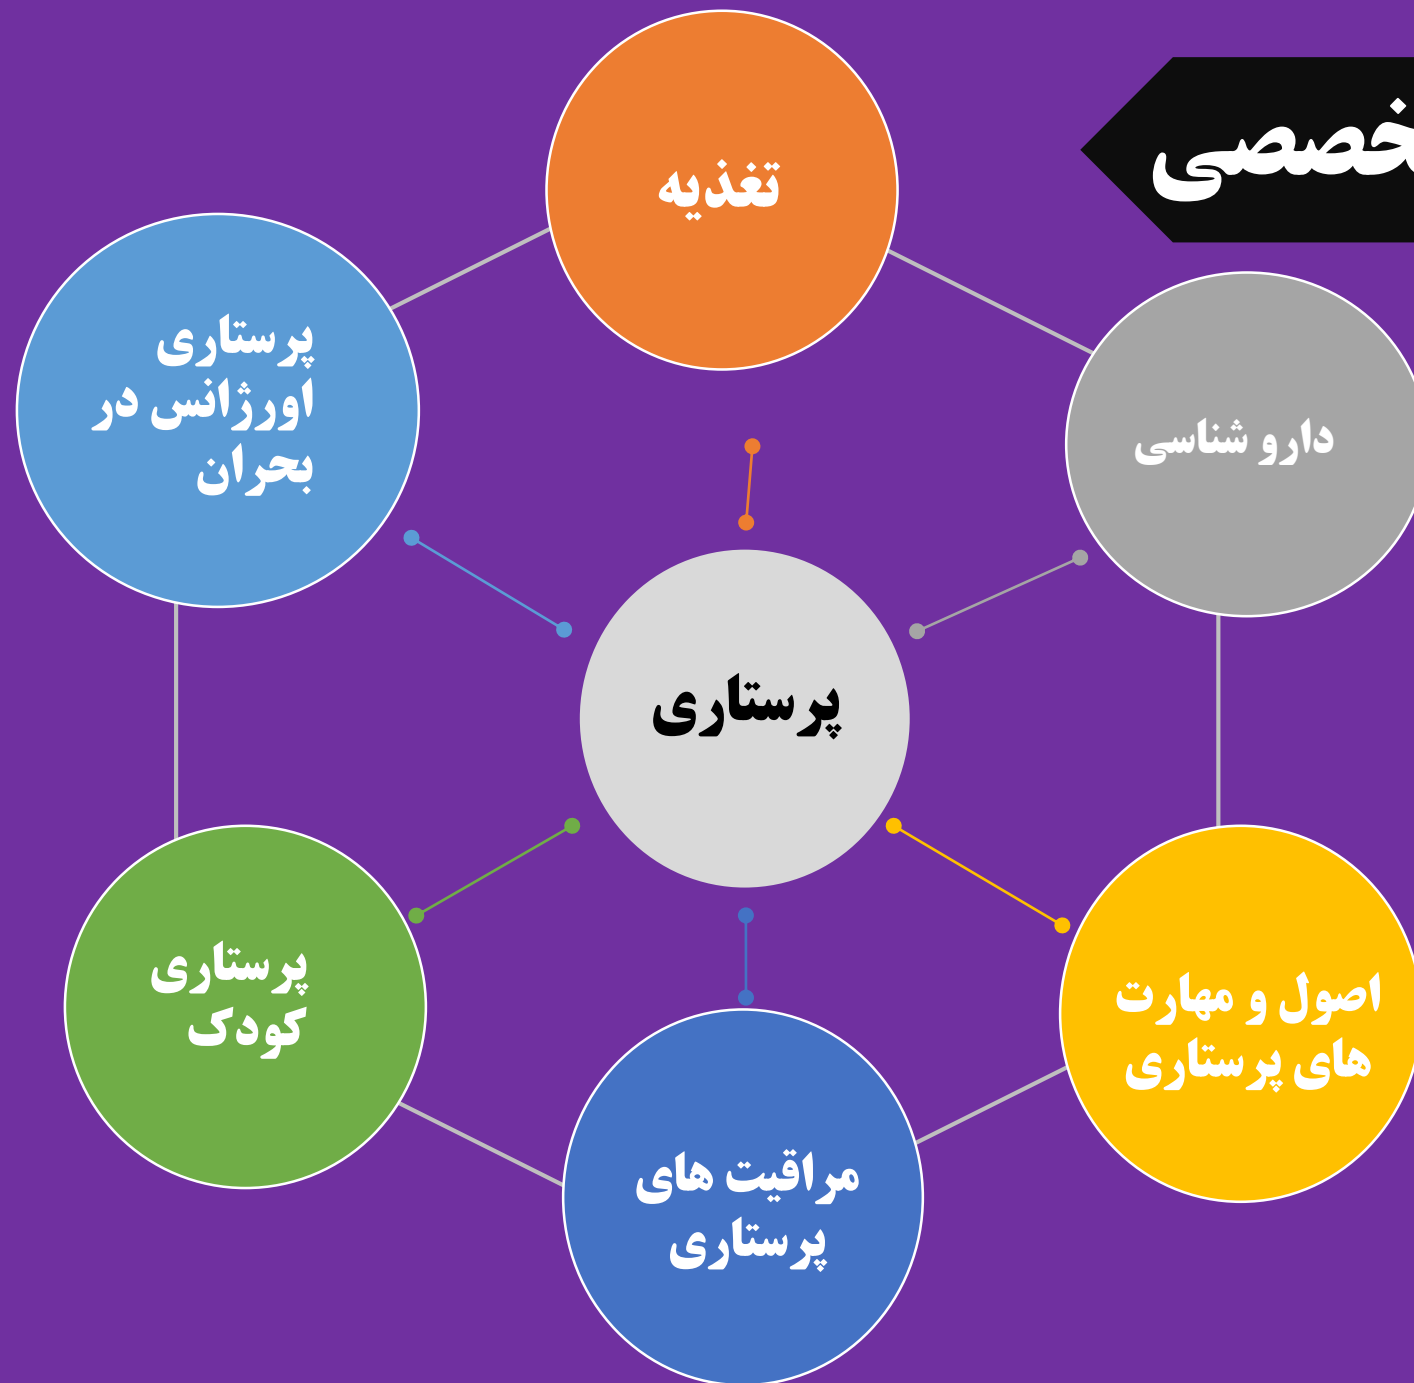 خصصی
تغذیه
دارو شناسی
پرستاری
اورژانس در
بحران
پرستاری
اصول و مهارت
های پرستاری
پرستاری
کودک
مراقیت های
پرستاری